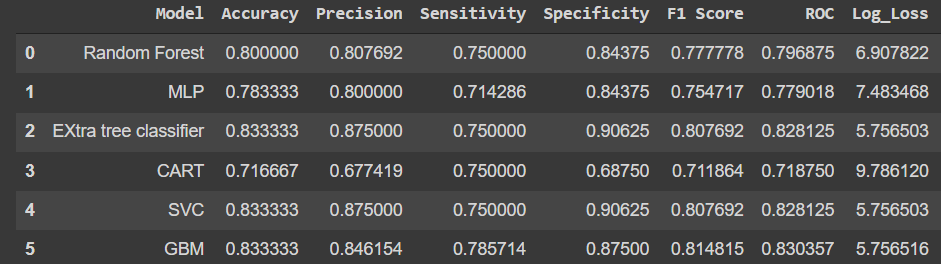 Model Accuracy Precision Sensitivity Specificity F1 Score ROC Log_Loss
0 Random Forest 0.800000 0.807692 0.750000 0.84375 0.777778 0.796875 6.907822
1 MLP 0.783333 0.800000 0.714286 0.84375 0.754717 0.779018 7.483468
2 EXtra tree classifier 0.833333 0.875000 0.750000 0.90625 0.807692 0.828125 5.756503
3 CART 0.716667 0.677419 0.750000 0.68750 0.711864 0.718750 9.786120
4 SVC 0.833333 0.875000 0.750000 0.90625 0.807692 0.828125 5.756503
5 GBM 0.833333 0.846154 0.785714 0.87500 0.814815 0.830357 5.756516